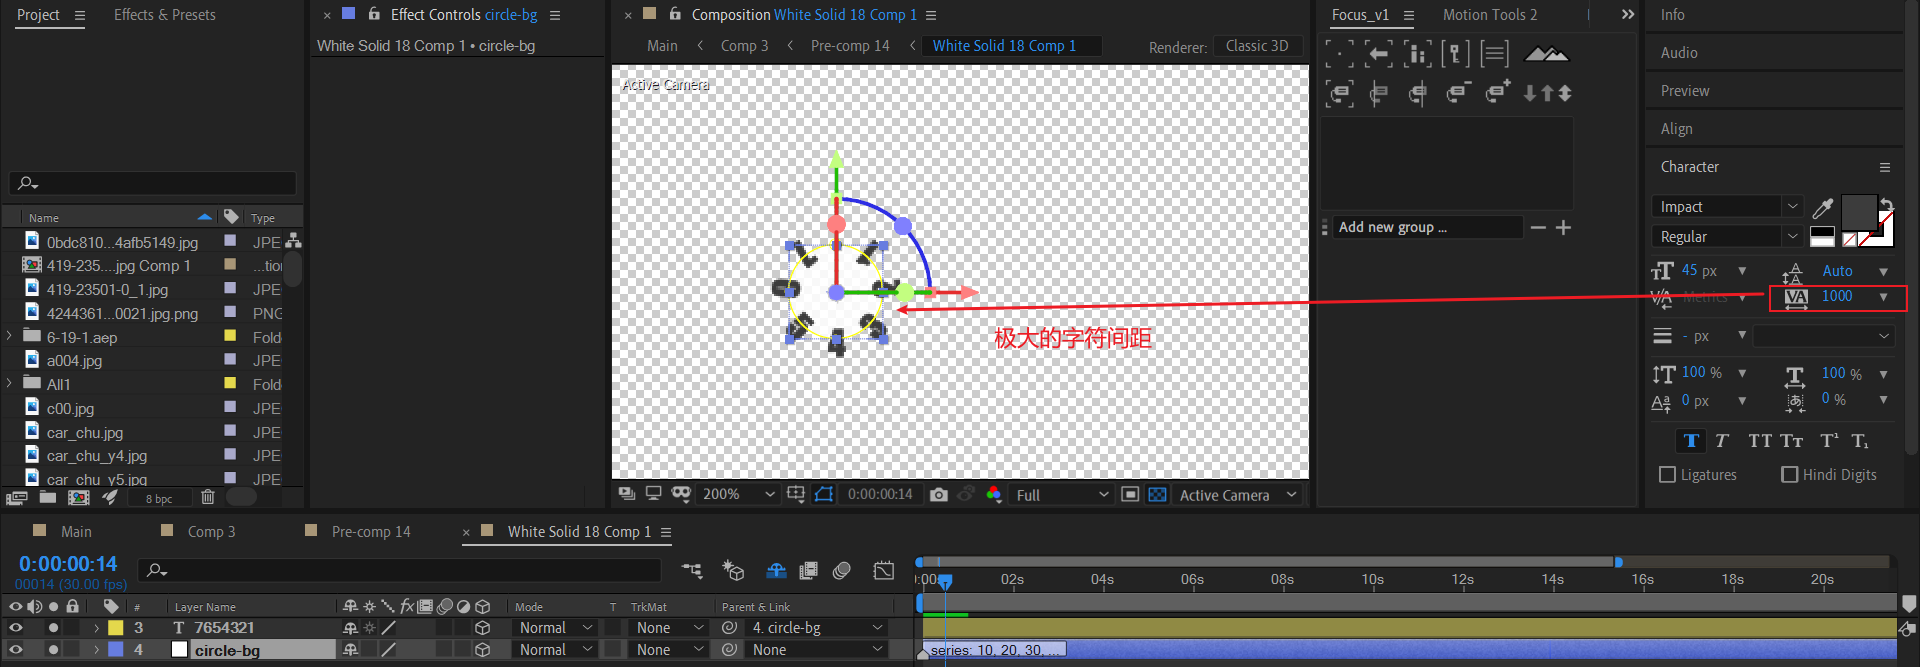 Project
Effects & Presets
Effect Controls circle-bg
White Solid 18 Comp 1 • circle-bg
Name
Type
0bdc810...4afb5149.jpg
JPE
419-235....jpg Comp 1
...tion
419-23501-0_1.jpg
JPE
4244361...0021.jpg.png
PNG
6-19-1.aep
Fold
a004.jpg
JPE
All1
Fold
c00.jpg
JPE
car_chu.jpg
JPE
car_chu_y4.jpg
JPE
car_chu_y5.jpg
JPE
8 bpc
Composition White Solid 18 Comp 1
Main
Comp 3
Pre-comp 14
White Solid 18 Comp 1
Renderer:
Classic 3D
Active Camera
极大的字符间距
200%
0:00:00:14
Full
Active Camera
Focus_v1
Motion Tools 2
Add new group ...
Info
Audio
Preview
Align
Character
Impact
Regular
45 px
Auto
Metrics
1000
- px
100 %
100 %
0 px
0 %
Ligatures
Hindi Digits
Main
Comp 3
Pre-comp 14
White Solid 18 Comp 1
0:00:00:14
00014 (30.00 fps)
:00s
02s
04s
06s
08s
10s
12s
14s
16s
18s
20s
#
Layer Name
Mode
T
TrkMat
Parent & Link
3
T
7654321
Normal
None
4. circle-bg
4
circle-bg
Normal
None
None
series: 10, 20, 30, ...